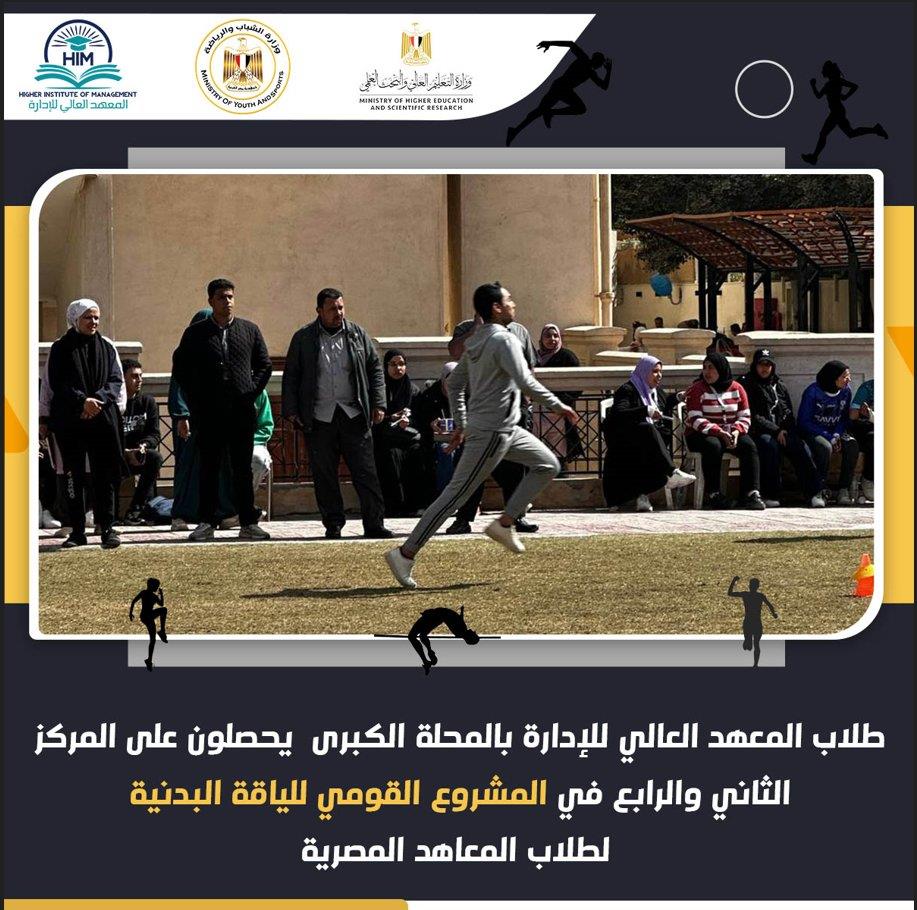 HIM
HIGHER INSTITUTE OF MANAGEMENT
المعهد العالي للإدارة
وزارة الشباب والرياضة
MINISTRY OF YOUTH AND SPORTS
وزارة التعليم العالي والبحث العلمي
MINISTRY OF HIGHER EDUCATION
AND SCIENTIFIC RESEARCH
طلاب المعهد العالي للإدارة بالمحلة الكبرى يحصلون على المركز
الثاني والرابع في المشروع القومي للياقة البدنية
لطلاب المعاهد المصرية